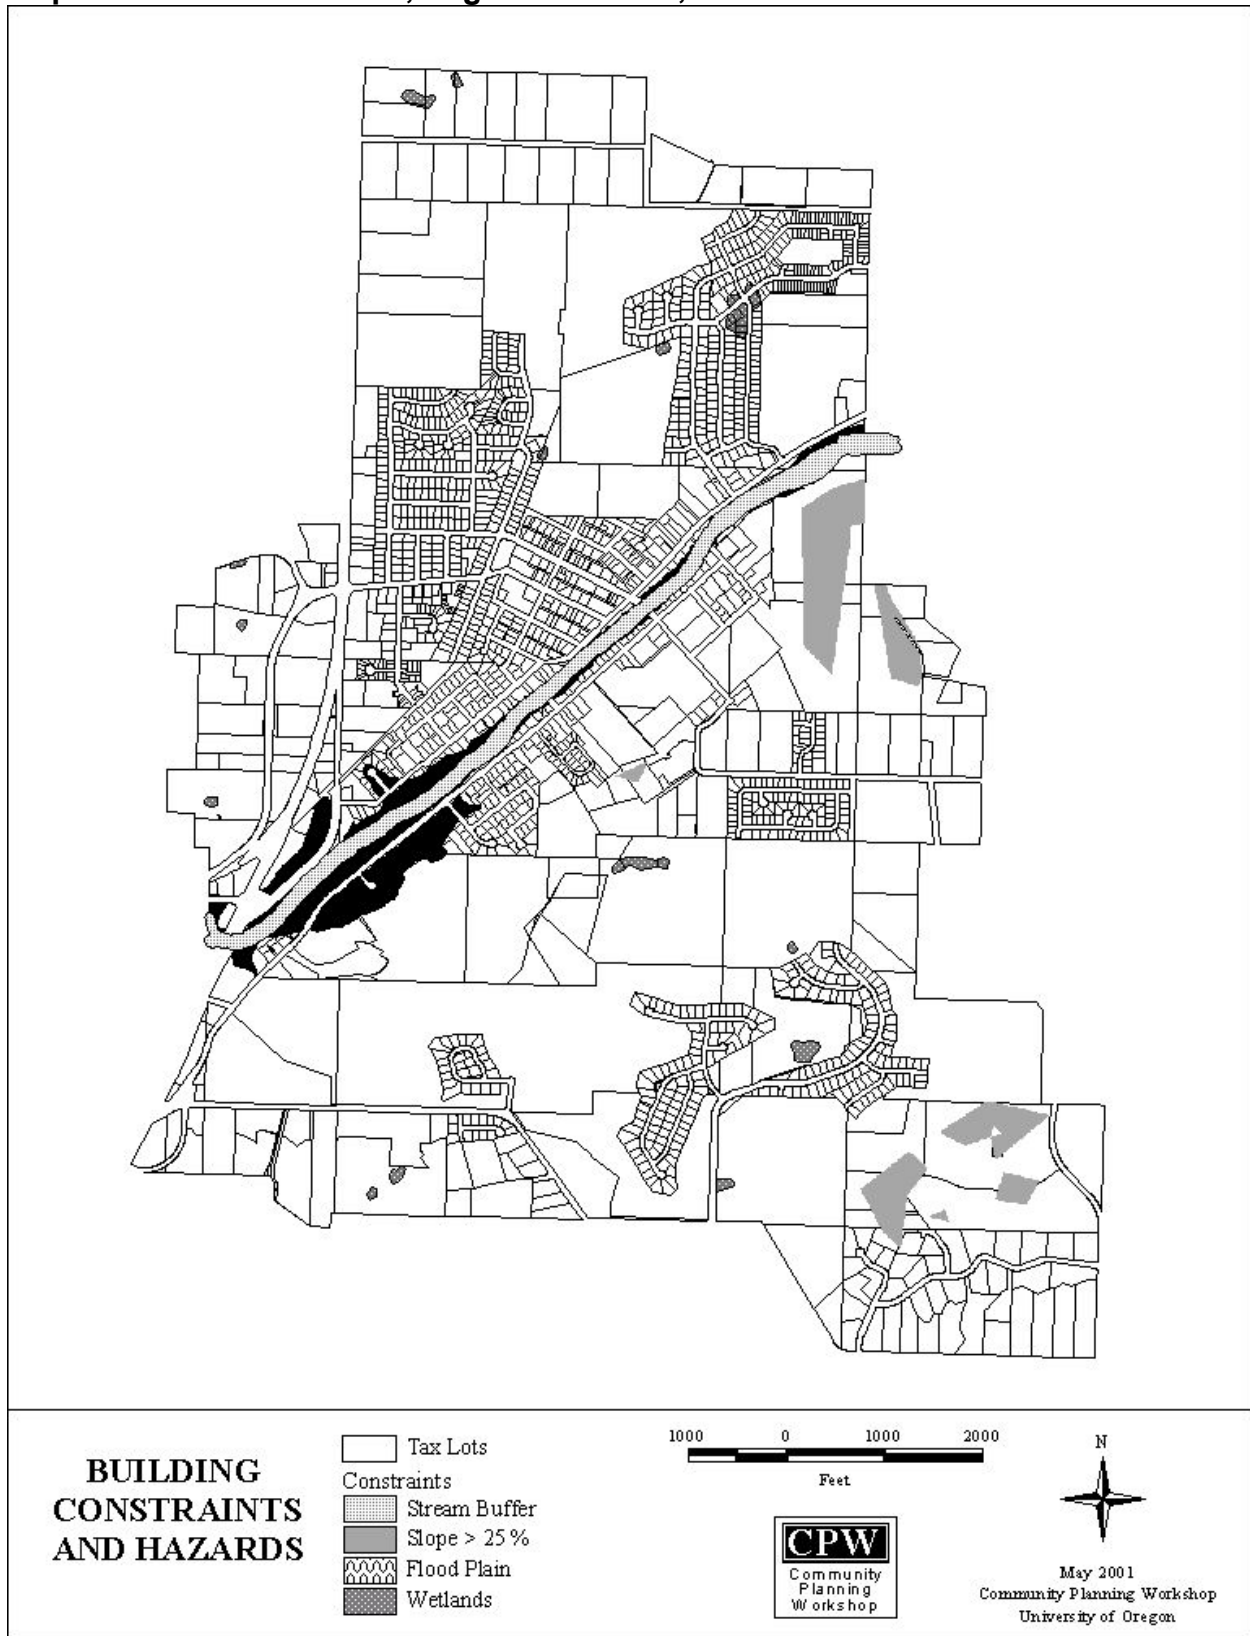 BUILDING
CONSTRAINTS
AND HAZARDS
Tax Lots
Constraints
Stream Buffer
Slope > 25 %
Flood Plain
Wetlands
1000 0 1000 2000
Feet
CPW
Community
Planning
Workshop
N
May 2001
Community Planning Workshop
University of Oregon